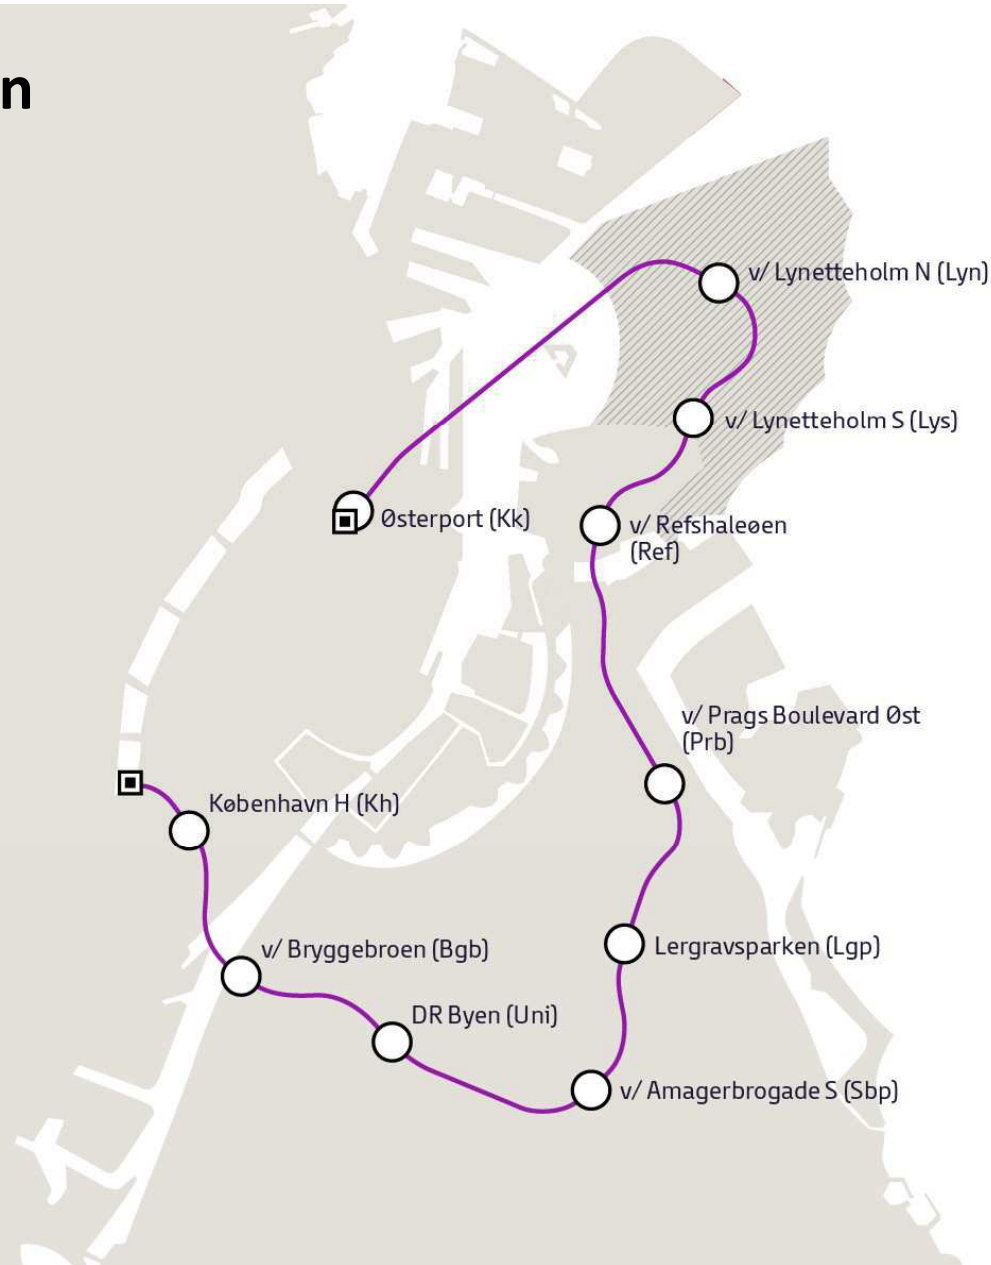 n
v/ Lynetteholm N (Lyn)
v/ Lynetteholm S (Lys)
Østerport (Kk)
v/ Refshaleøen
(Ref)
v/ Prags Boulevard Øst
(Prb)
København H (Kh)
v/ Bryggebroen (Bgb)
Lergravsparken (Lgp)
DR Byen (Uni)
v/ Amagerbrogade S (Sbp)